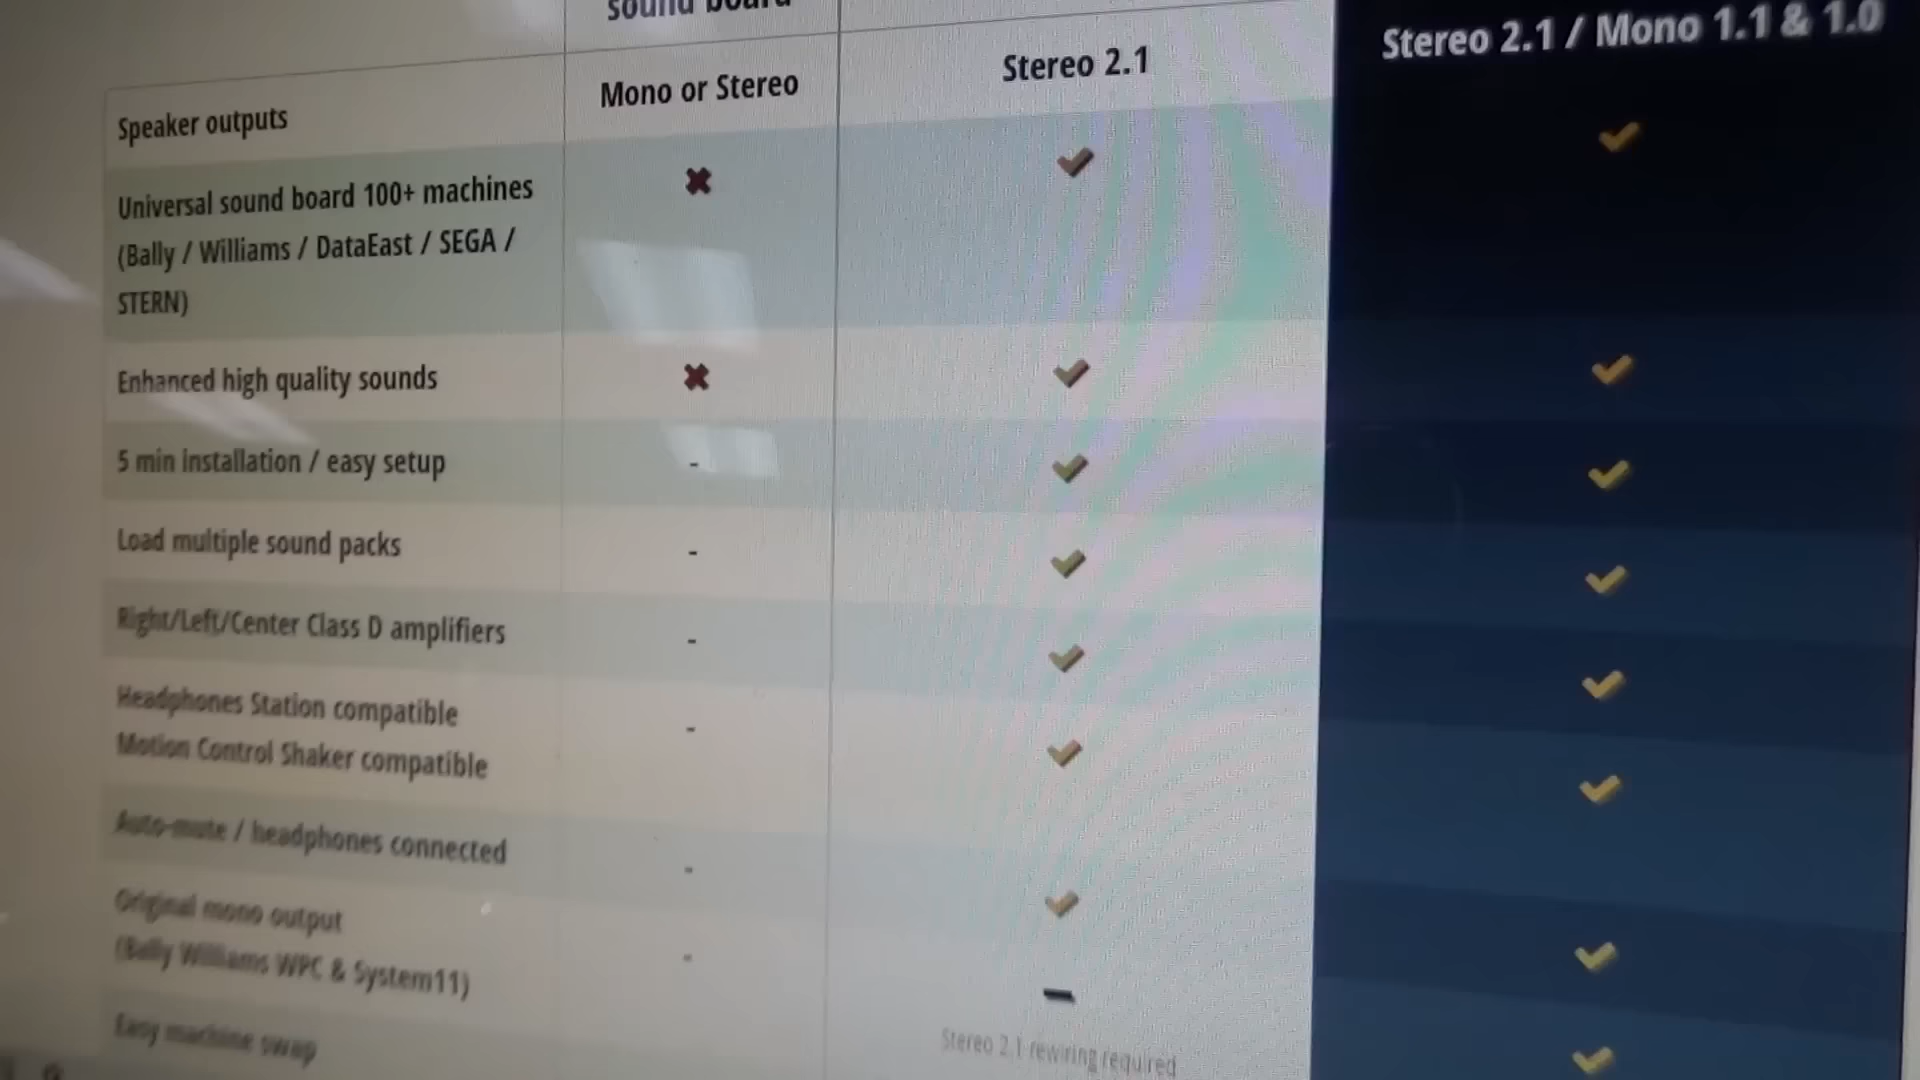 sound board
Speaker outputs
Mono or Stereo
Stereo 2.1
Stereo 2.1 / Mono 1.1 & 1.0
Universal sound board 100+ machines
(Bally / Williams / DataEast / SEGA /
STERN)
Enhanced high quality sounds
5 min installation / easy setup
-
Load multiple sound packs
-
Right/Left/Center Class D amplifiers
-
Headphones Station compatible
Motion Control Shaker compatible
-
Auto-mute / headphones connected
-
Original mono output
(Bally Williams WPC & System11)
-
Stereo 2.1 rewiring required
Easy machine swap